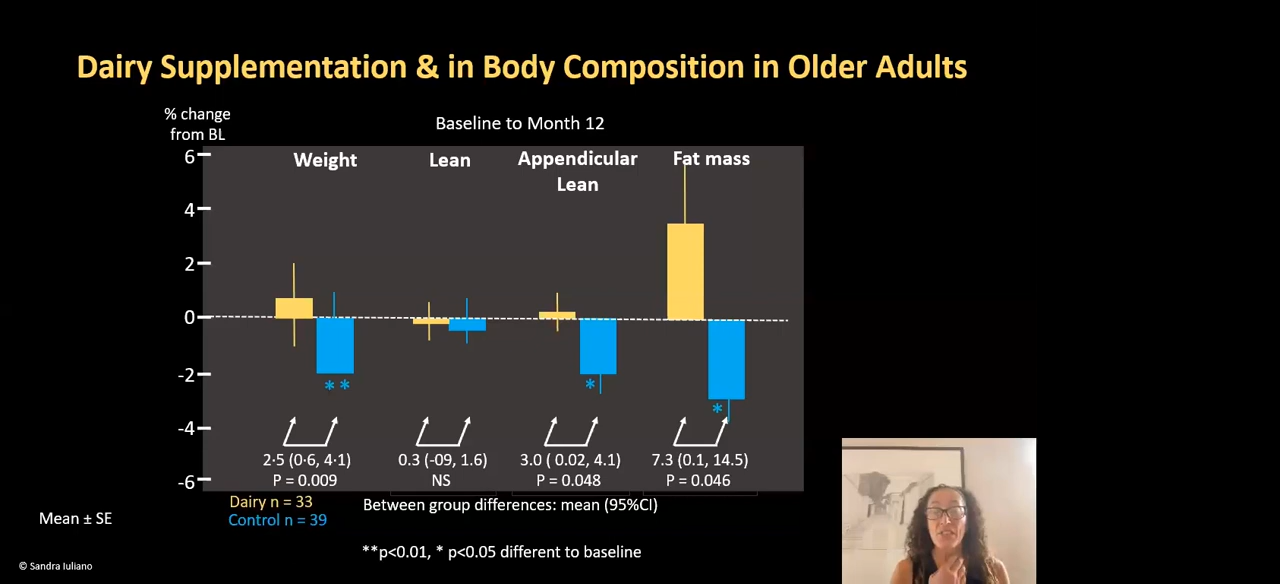 Dairy Supplementation & in Body Composition in Older Adults
% change
from BL
Baseline to Month 12
6
4
2
0
-2
-4
-6
Weight
Lean
Appendicular
Lean
Fat mass
* *
*
*
2·5 (0·6, 4·1)
P = 0.009
0.3 (-09, 1.6)
NS
3.0 ( 0.02, 4.1)
P = 0.048
7.3 (0.1, 14.5)
P = 0.046
Dairy n = 33
Control n = 39
Between group differences: mean (95%CI)
Mean ± SE
**p<0.01, * p<0.05 different to baseline
© Sandra Iuliano